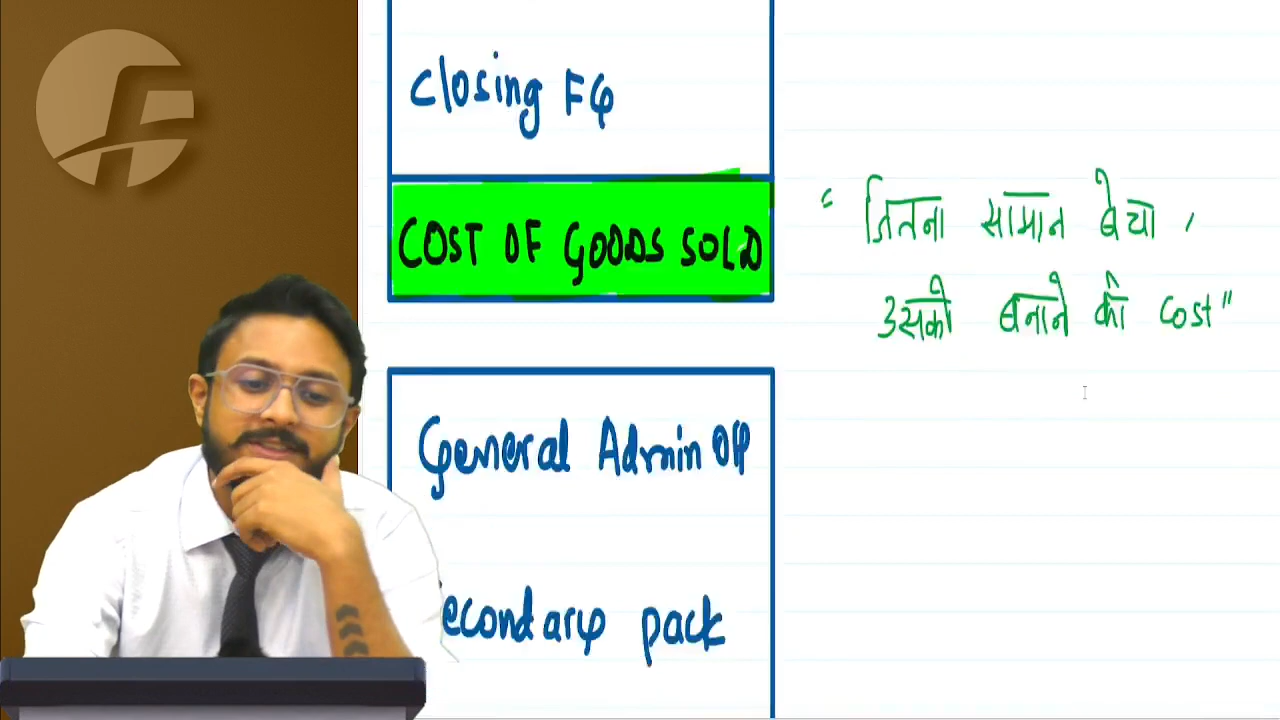 Closing FG
COST OF GOODS SOLD
“ जितना सामान बेचा ,
उसको बनाने की cost”
General Admin OH
econdary pack